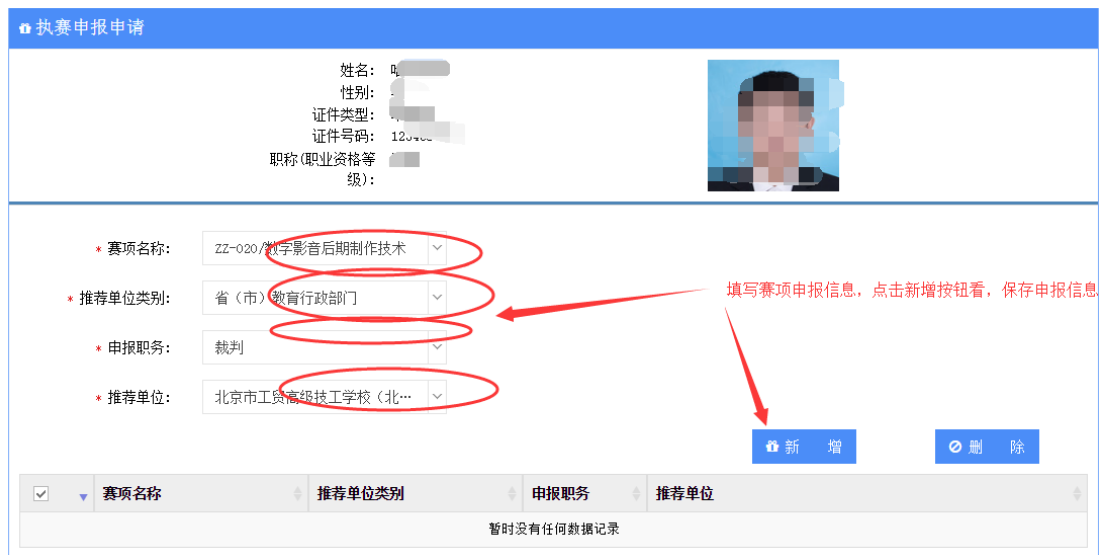 执赛申报申请
姓名:
性别:
证件类型:
证件号码:
职称(职业资格等
级):
* 赛项名称: ZZ-020/数字影音后期制作技术
* 推荐单位类别: 省（市）教育行政部门
填写赛项申报信息，点击新增按钮看，保存申报信息
* 申报职务: 裁判
* 推荐单位: 北京市工贸高级技工学校（北…
新 增 删 除
赛项名称 推荐单位类别 申报职务 推荐单位
暂时没有任何数据记录